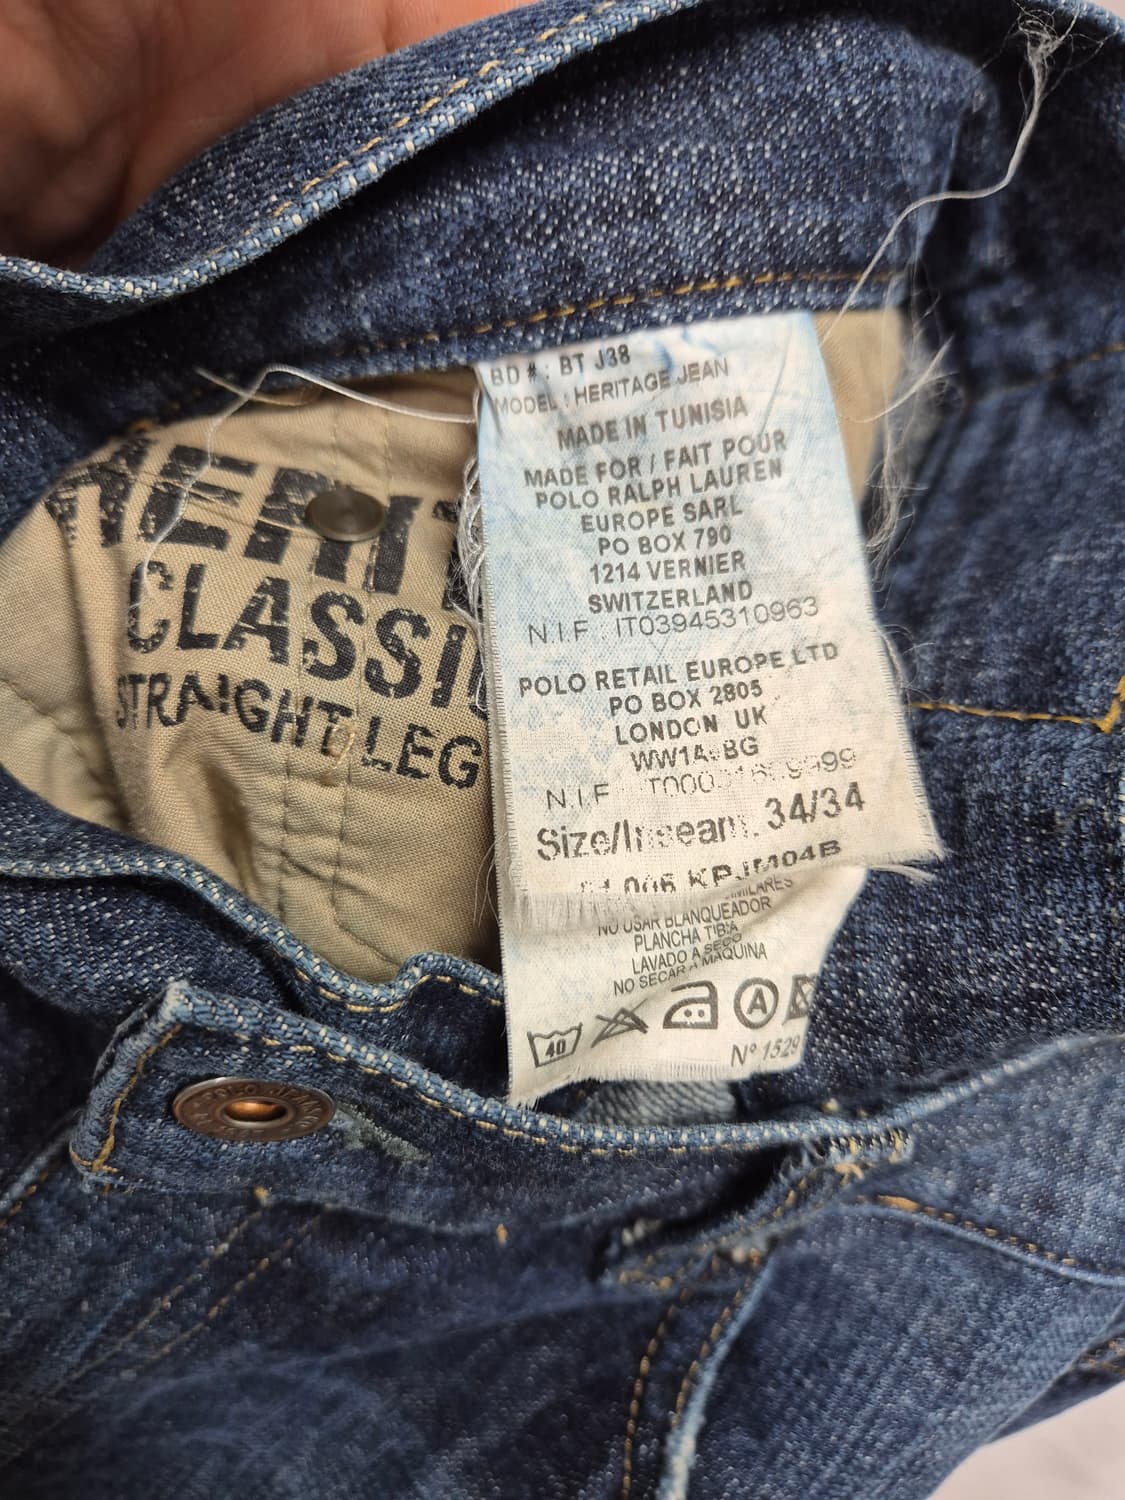 CLASSIC
STRAIGHT LEG
BD # : BT J38
MODEL : HERITAGE JEAN
MADE IN TUNISIA
MADE FOR / FAIT POUR
POLO RALPH LAUREN
EUROPE SARL
PO BOX 790
1214 VERNIER
SWITZERLAND
N.I.F. IT03945310963
POLO RETAIL EUROPE LTD
PO BOX 2805
LONDON UK
N.I.F
Size/Inseam. 34/34
NO USAR BLANQUEADOR
PLANCHA TIBIA
LAVADO A SECO
NO SECAR A MAQUINA
40
A
Nº 1529